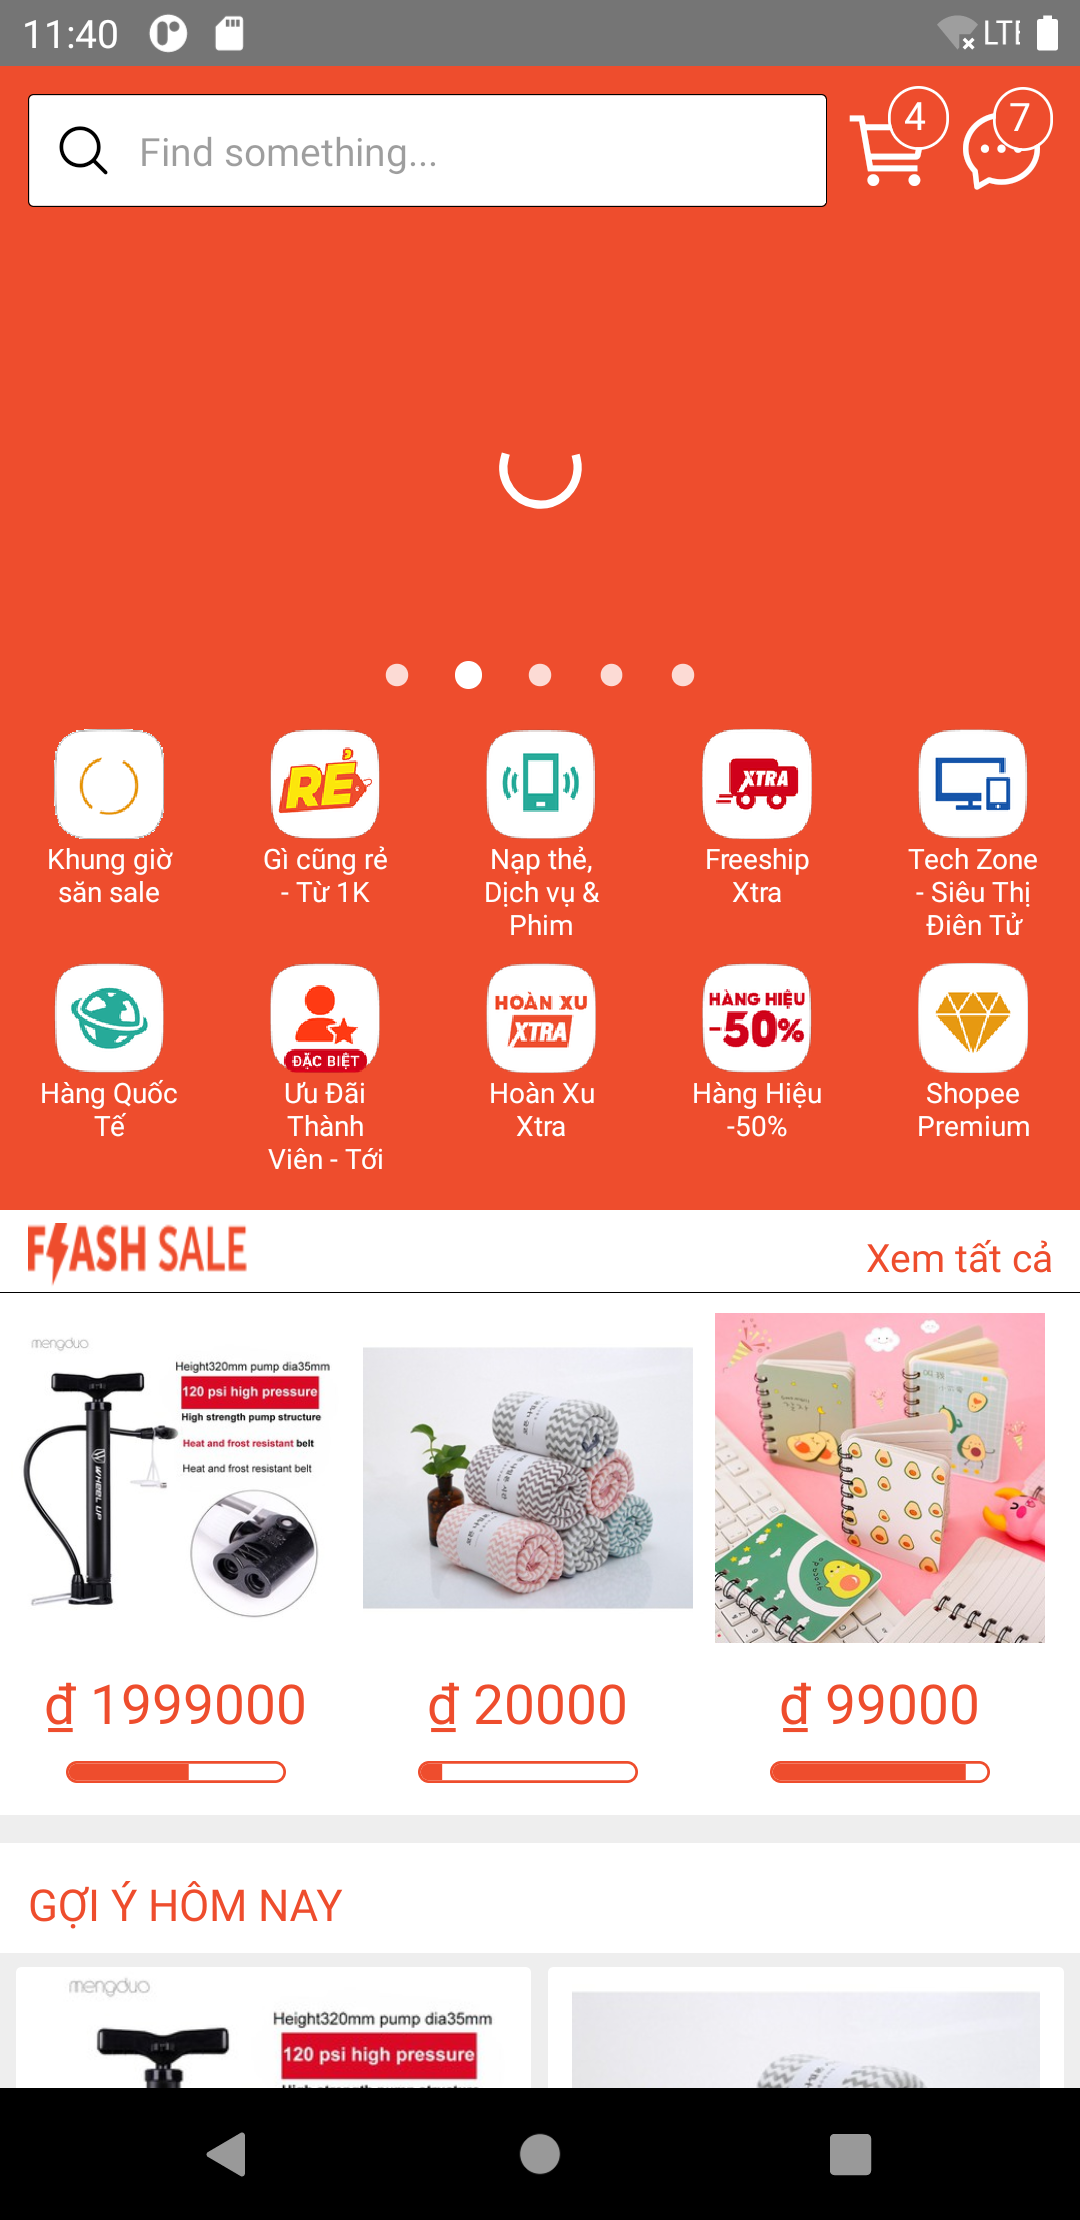 11:40
LTE
Find something...
4
7
RẺ
XTRA
Khung giờ
săn sale
Gì cũng rẻ
- Từ 1K
Nạp thẻ,
Dịch vụ &
Phim
Freeship
Xtra
Tech Zone
- Siêu Thị
Điên Tử
ĐẶC BIỆT
HOÀN XU
XTRA
HÀNG HIỆU
-50%
Hàng Quốc
Tế
Ưu Đãi
Thành
Viên - Tới
Hoàn Xu
Xtra
Hàng Hiệu
-50%
Shopee
Premium
FLASH SALE
Xem tất cả
mengduo
Height320mm pump dia35mm
120 psi high pressure
High strength pump structure
Heat and frost resistant belt
Heat and frost resistant belt
WHEEL UP
₫ 1999000
₫ 20000
₫ 99000
GỢI Ý HÔM NAY
mengduo
Height320mm pump dia35mm
120 psi high pressure